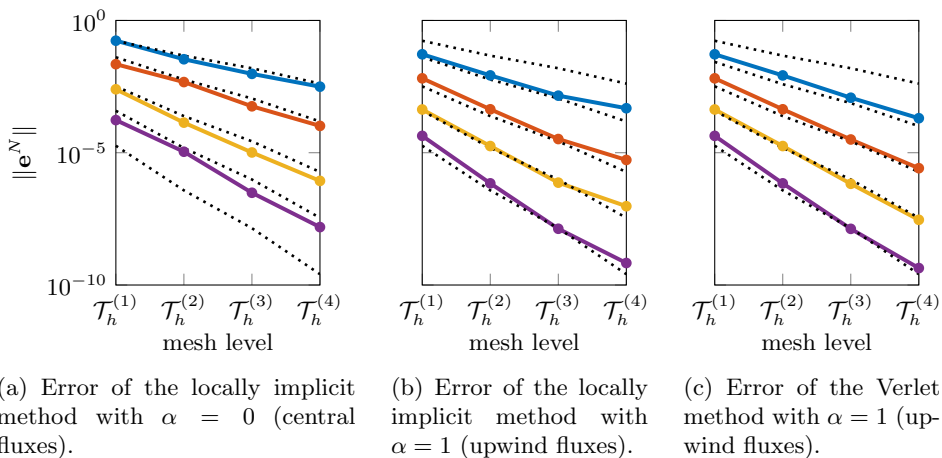 10^0
10^{-5}
10^{-10}
‖e^N‖
T_h^{(1)} T_h^{(2)} T_h^{(3)} T_h^{(4)}
mesh level
T_h^{(1)} T_h^{(2)} T_h^{(3)} T_h^{(4)}
mesh level
T_h^{(1)} T_h^{(2)} T_h^{(3)} T_h^{(4)}
mesh level
(a) Error of the locally implicit
method with α = 0 (central
fluxes).
(b) Error of the locally
implicit method with
α = 1 (upwind fluxes).
(c) Error of the Verlet
method with α = 1 (up-
wind fluxes).